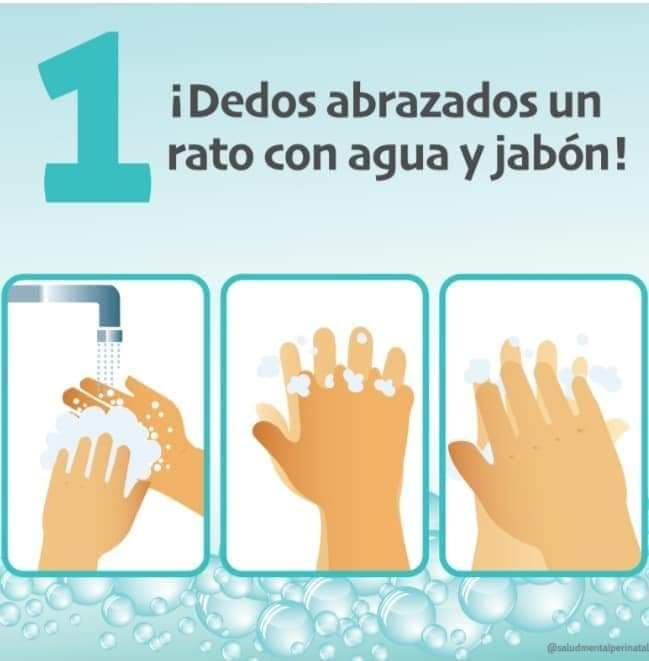 1
¡Dedos abrazados un
rato con agua y jabón!
@saludmentalperinatal